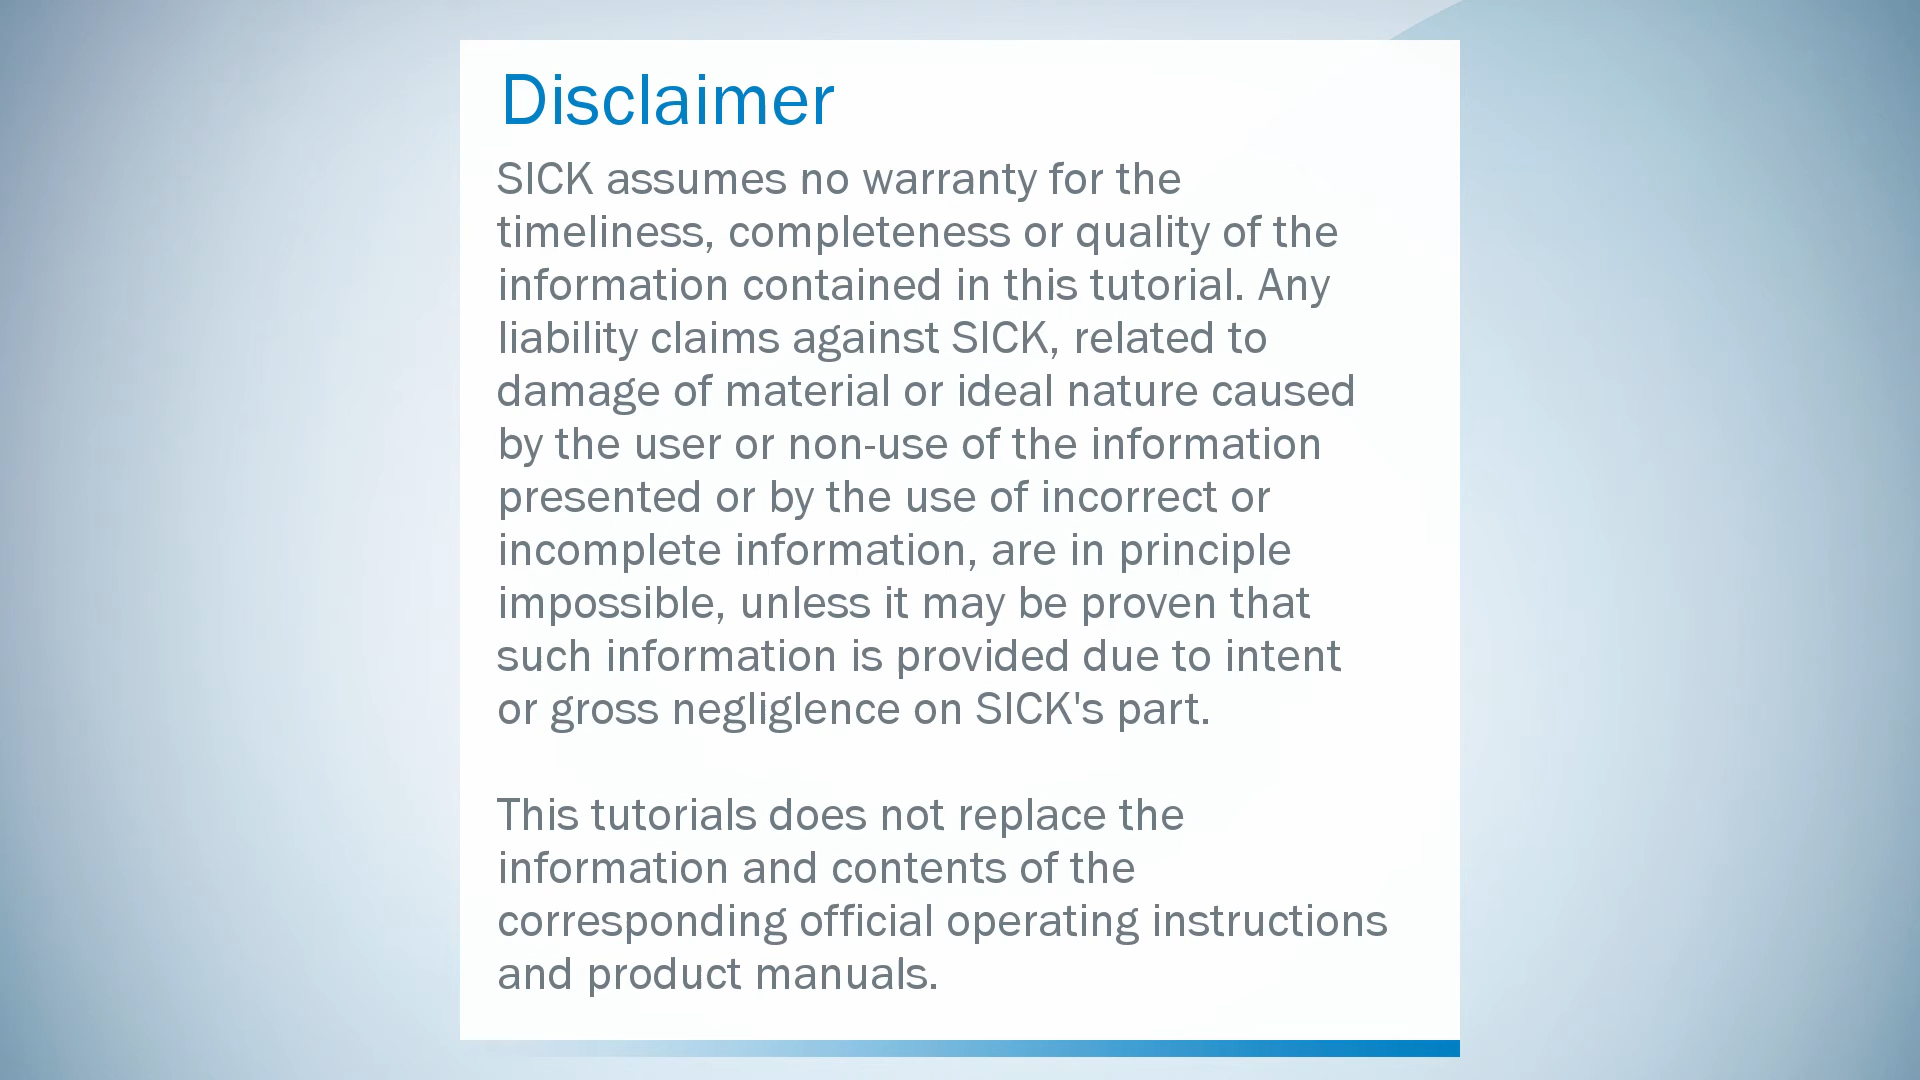 Disclaimer
SICK assumes no warranty for the
timeliness, completeness or quality of the
information contained in this tutorial. Any
liability claims against SICK, related to
damage of material or ideal nature caused
by the user or non-use of the information
presented or by the use of incorrect or
incomplete information, are in principle
impossible, unless it may be proven that
such information is provided due to intent
or gross negliglence on SICK's part.
This tutorials does not replace the
information and contents of the
corresponding official operating instructions
and product manuals.